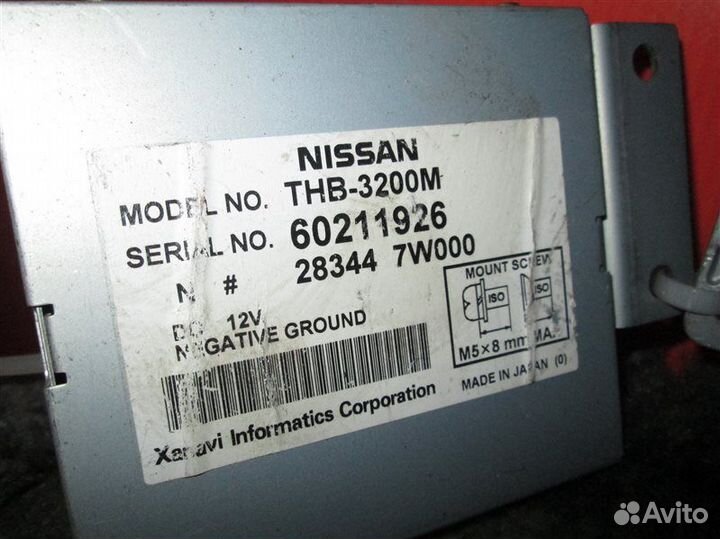 NISSAN
MODEL NO. THB-3200M
SERIAL NO. 60211926
N # 28344 7W000
DC 12V
NEGATIVE GROUND
MOUNT SCREW
ISO ISO
M5×8 mm MAX.
MADE IN JAPAN (0)
Xanavi Informatics Corporation
Avito